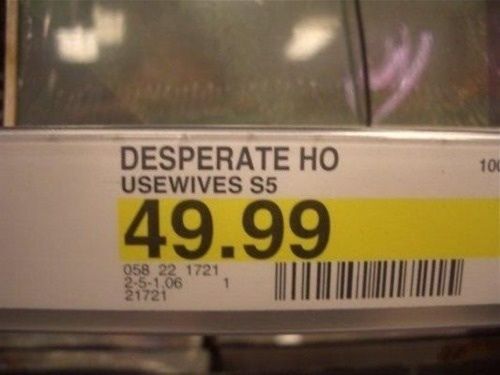 DESPERATE HO
USEWIVES S5
49.99
058 22 1721
2-5-1.06 1
21721